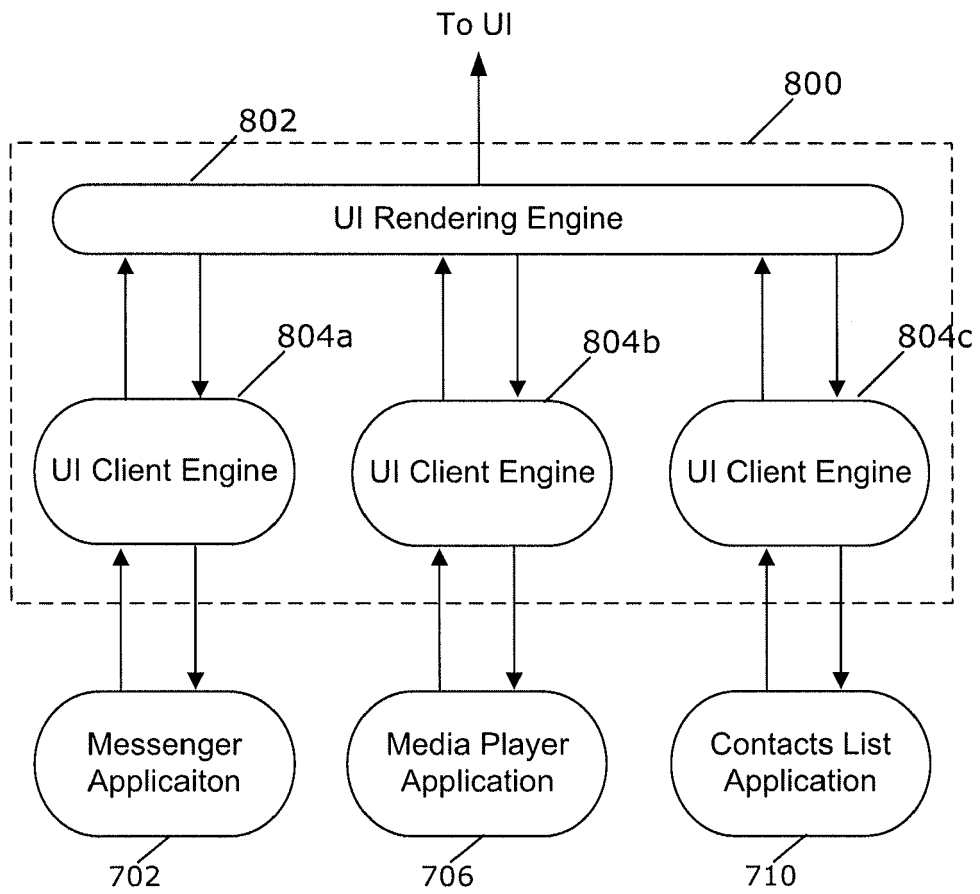 To UI
800
802
UI Rendering Engine
804a
804b
804c
UI Client Engine
UI Client Engine
UI Client Engine
Messenger
Applicaiton
Media Player
Application
Contacts List
Application
702
706
710